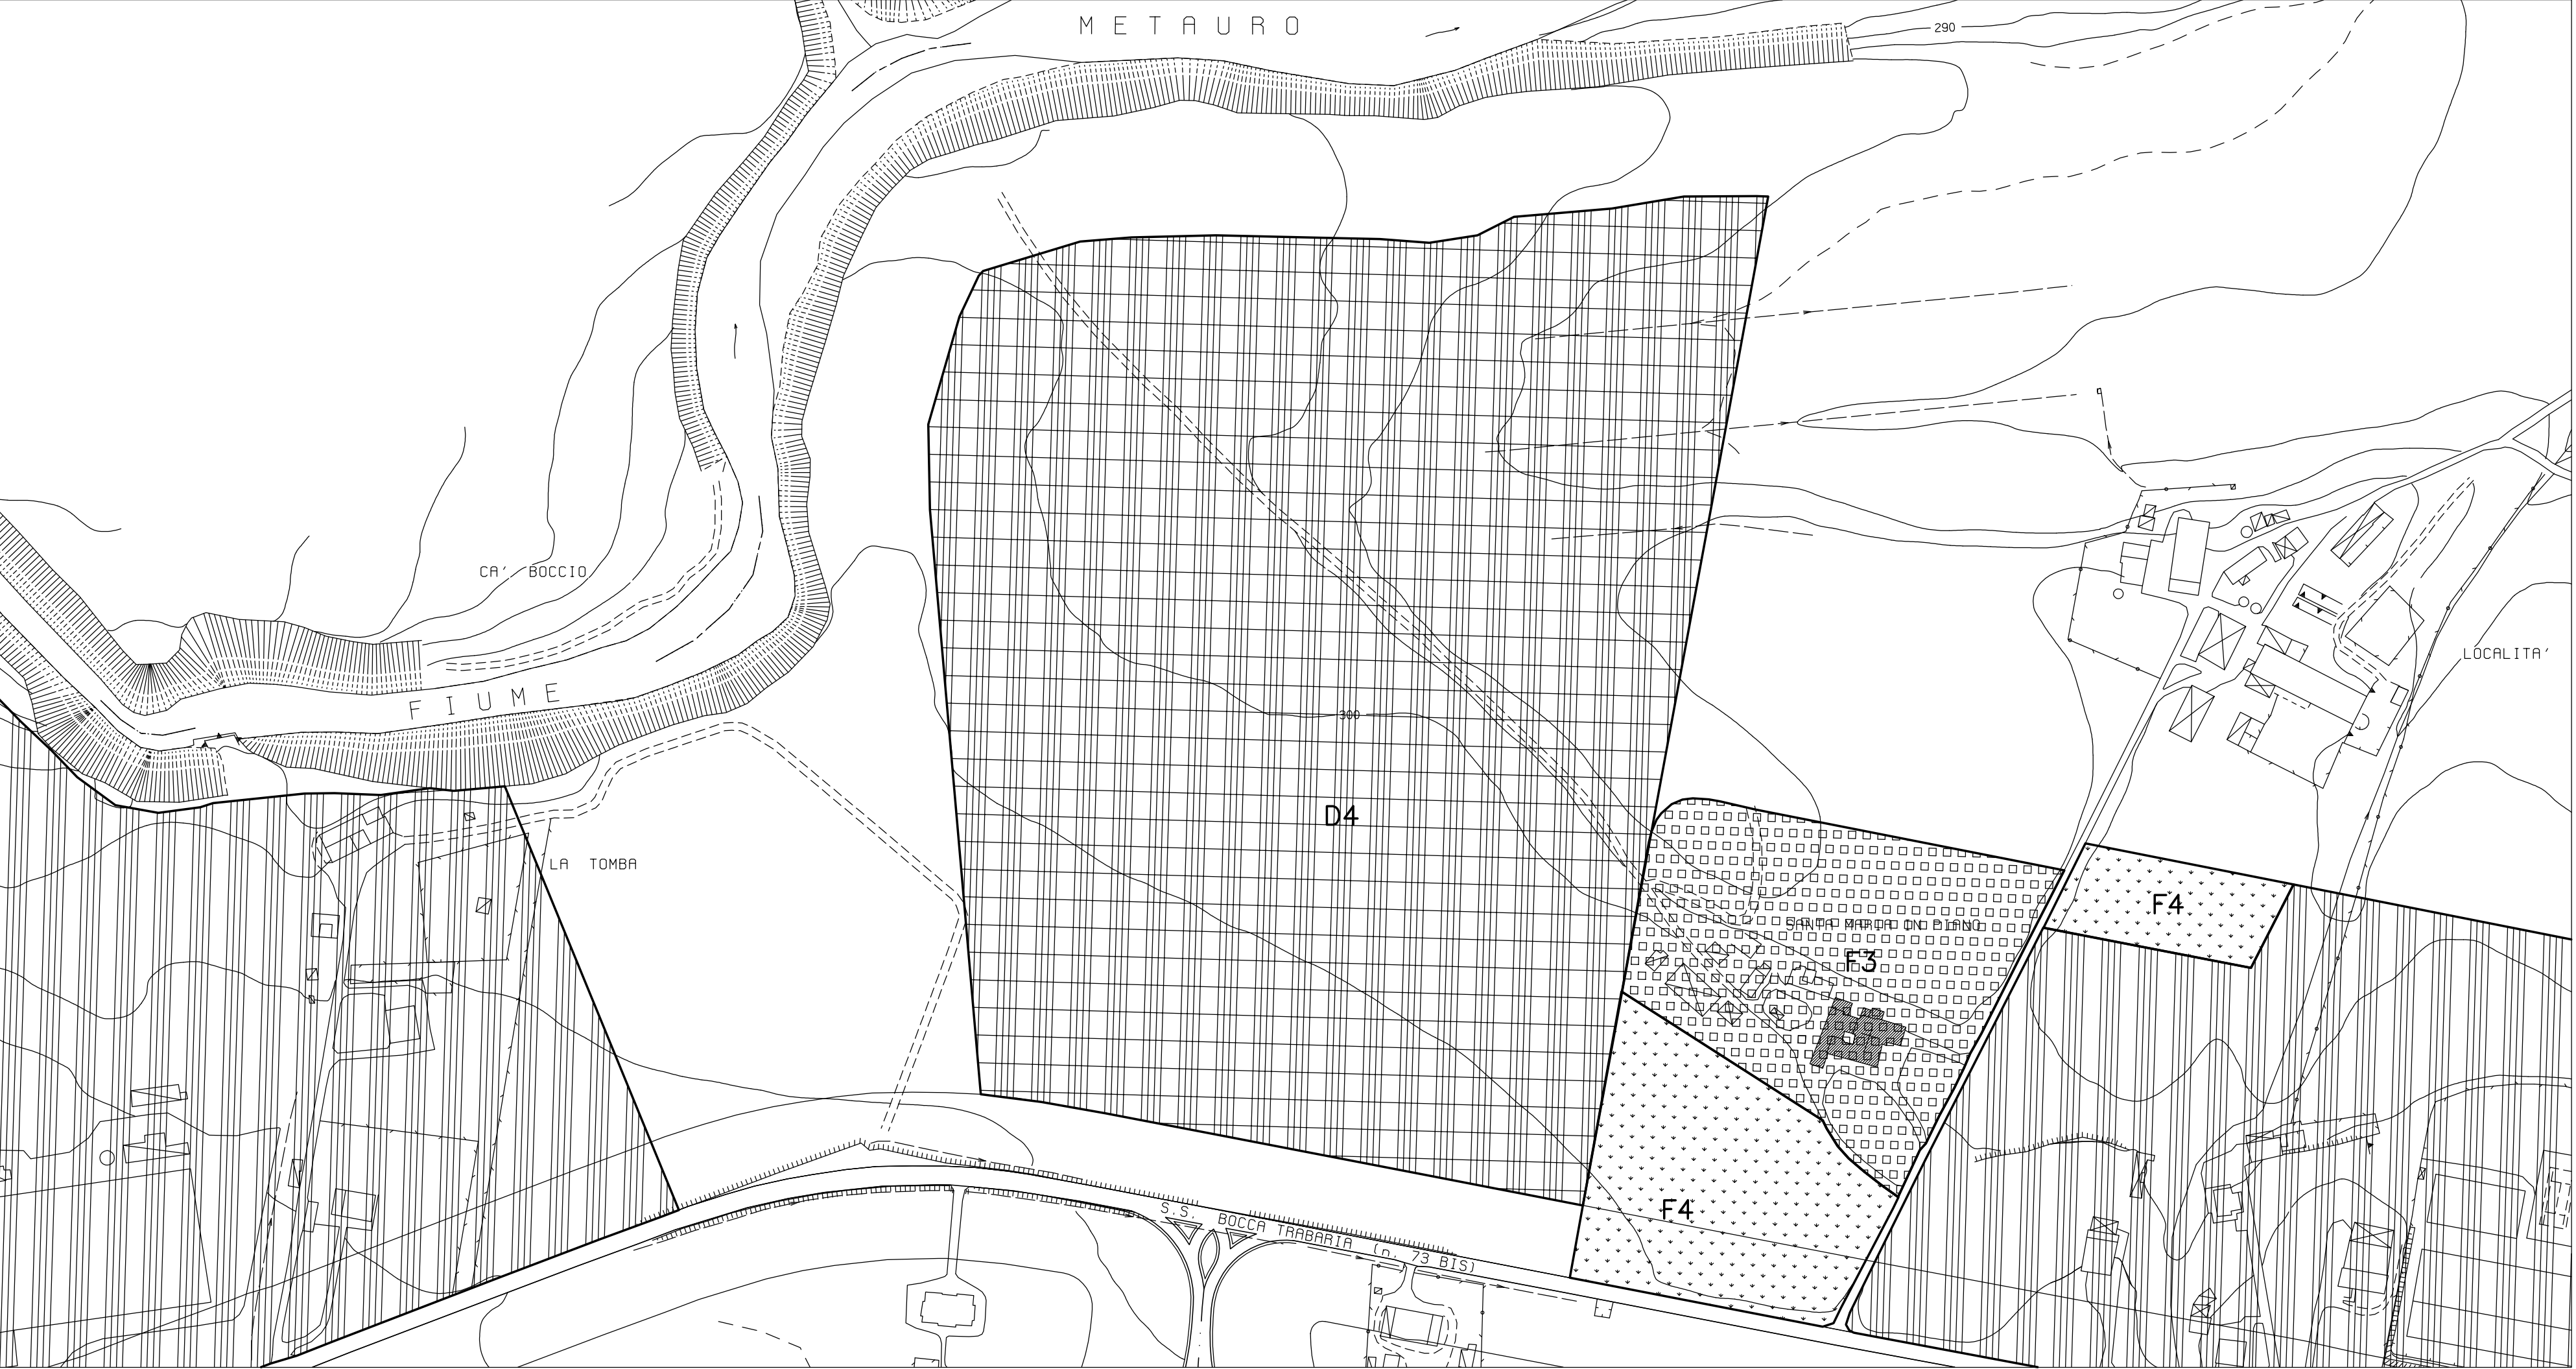 METAURO
290
CA' BOCCIO
LOCALITA'
FIUME
300
D4
LA TOMBA
F4
SANTA MARIA IN PIANO
F3
F4
S.S. BOCCA TRABARIA (n. 73 BIS)